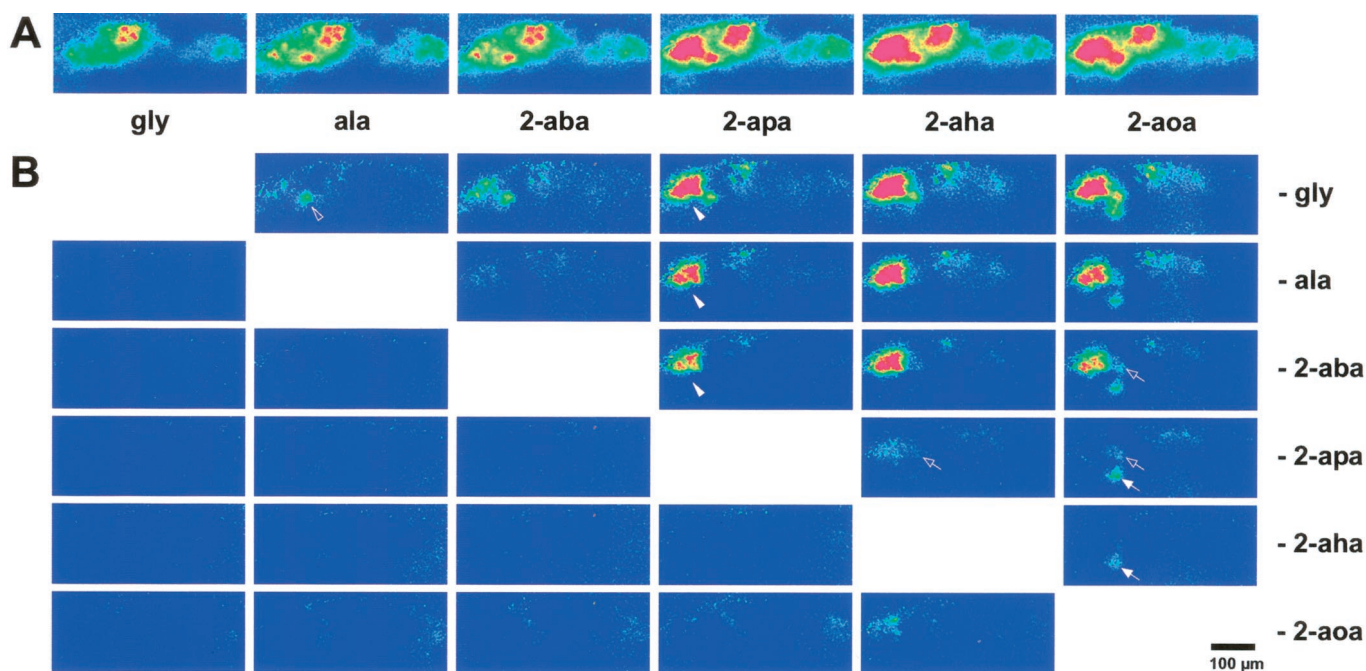 A
gly ala 2-aba 2-apa 2-aha 2-aoa
B
- gly
- ala
- 2-aba
- 2-apa
- 2-aha
- 2-aoa
100 µm